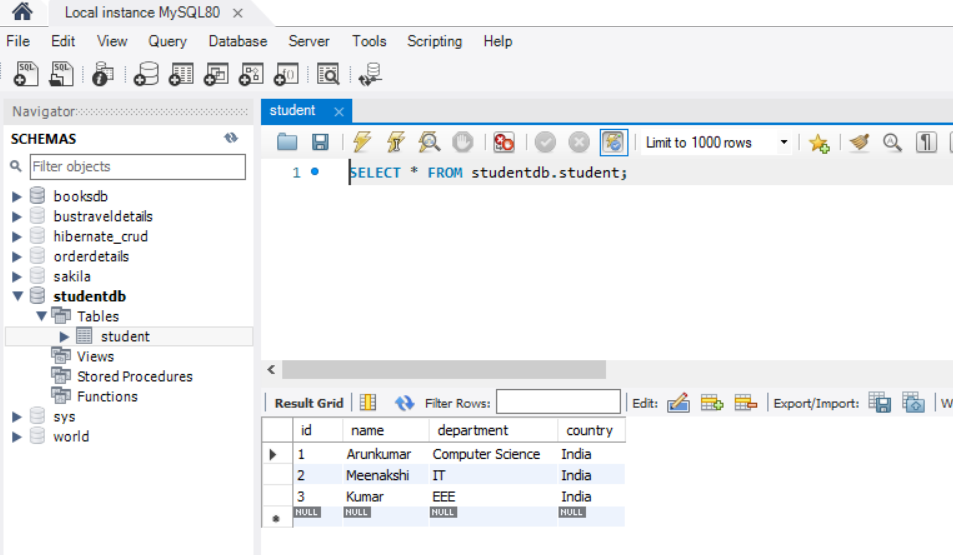 Local instance MySQL80 ×
File Edit View Query Database Server Tools Scripting Help
Navigator
SCHEMAS
Filter objects
booksdb
bustraveldetails
hibernate_crud
orderdetails
sakila
studentdb
Tables
student
Views
Stored Procedures
Functions
sys
world
student ×
Limit to 1000 rows
1 SELECT * FROM studentdb.student;
Result Grid Filter Rows: Edit: Export/Import: W
id name department country
1 Arunkumar Computer Science India
2 Meenakshi IT India
3 Kumar EEE India
NULL NULL NULL NULL